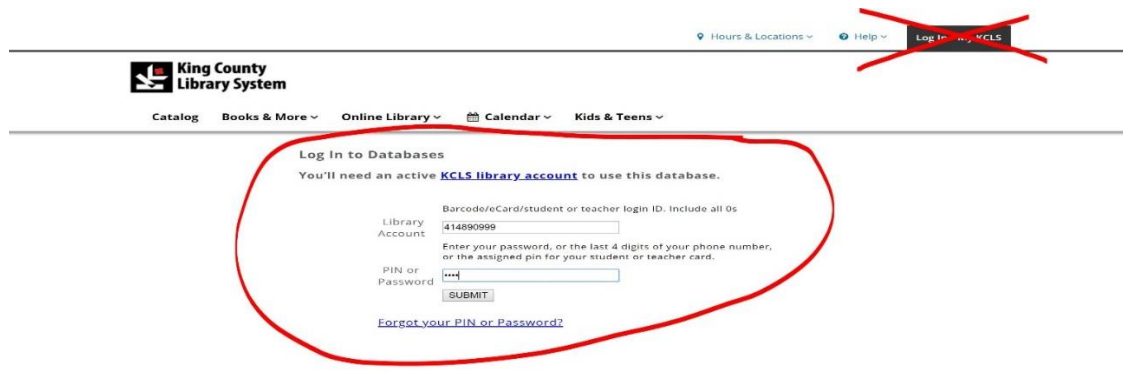 Hours & Locations Help Log In
King County
Library System
Catalog Books & More Online Library Calendar Kids & Teens
Log In to Databases
You'll need an active KCLS library account to use this database.
Barcode/eCard/student or teacher login ID. Include all 0s
Library
Account
414890999
Enter your password, or the last 4 digits of your phone number,
or the assigned pin for your student or teacher card.
PIN or
Password
••••
SUBMIT
Forgot your PIN or Password?